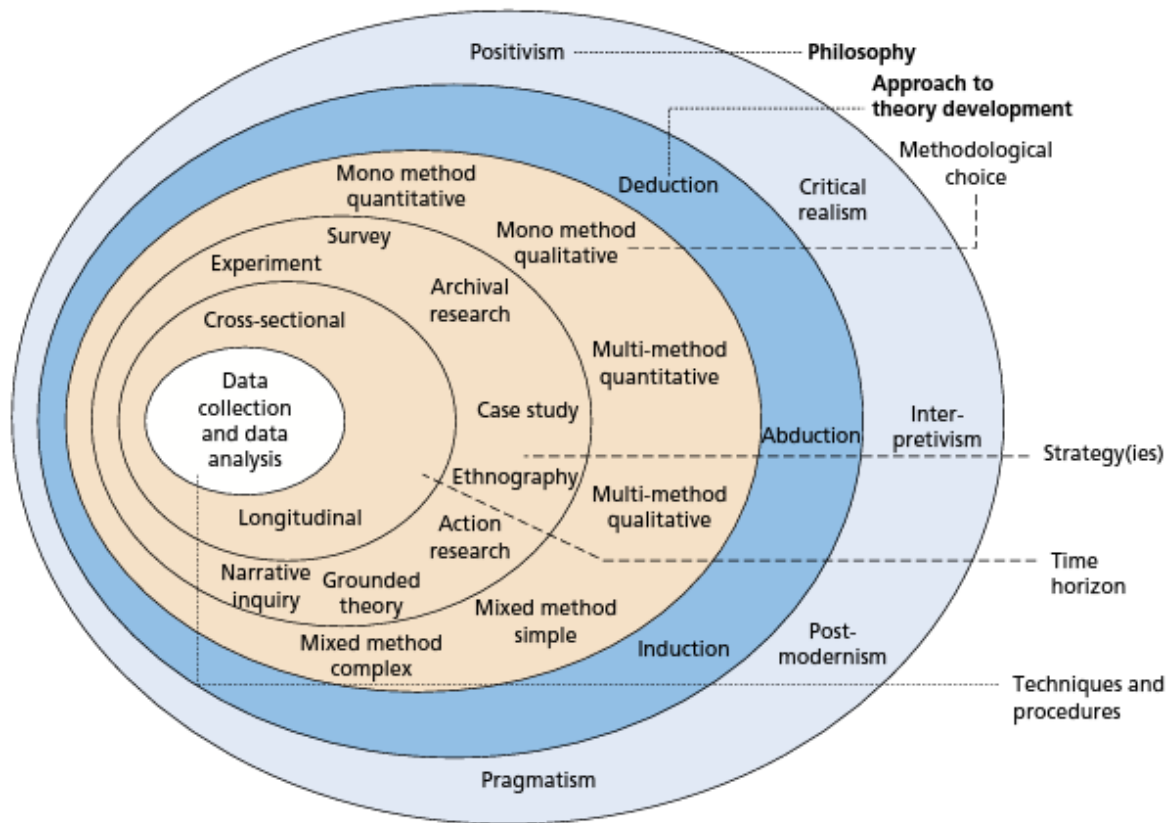 Positivism
Philosophy
Approach to
theory development
Methodological
choice
Mono method
quantitative
Deduction
Critical
realism
Mono method
qualitative
Survey
Experiment
Archival
research
Cross-sectional
Multi-method
quantitative
Data
collection
and data
analysis
Case study
Abduction
Inter-
pretivism
Strategy(ies)
Ethnography
Multi-method
qualitative
Longitudinal
Action
research
Time
horizon
Narrative
inquiry
Grounded
theory
Mixed method
simple
Mixed method
complex
Induction
Post-
modernism
Techniques and
procedures
Pragmatism